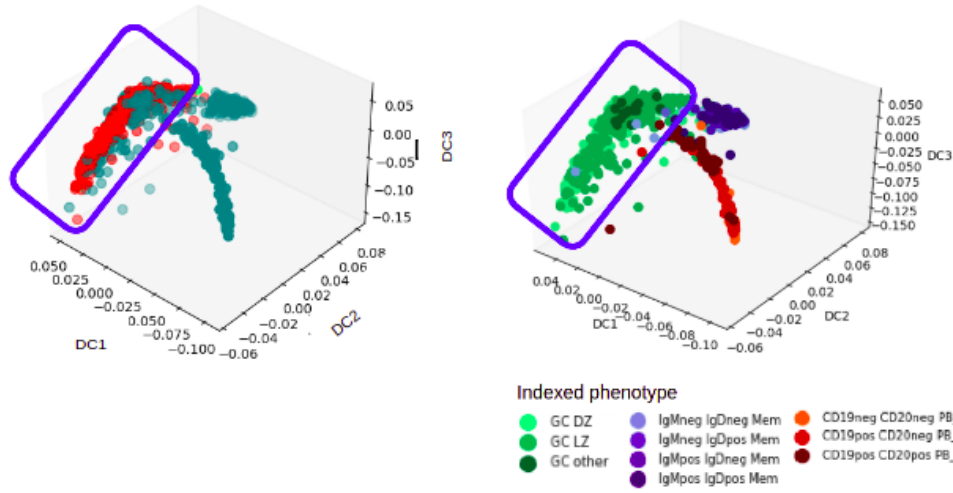 0.05
0.00
−0.05
−0.10
−0.15
DC3
0.050
0.025
0.000
−0.025
0.050
−0.075
−0.100
DC1
−0.06
−0.04
−0.02
0.00
0.02
0.04
0.06
0.08
DC2
0.050
0.025
0.000
−0.025
−0.050
−0.075
−0.100
−0.125
−0.150
DC3
0.04
0.02
0.00
−0.02
−0.04
−0.06
−0.08
−0.10
DC1
−0.06
−0.04
−0.02
0.00
0.02
0.04
0.06
0.08
DC2
Indexed phenotype
GC DZ
GC LZ
GC other
IgMneg IgDneg Mem
IgMneg IgDpos Mem
IgMpos IgDneg Mem
IgMpos IgDpos Mem
CD19neg CD20neg PB_
CD19pos CD20neg PB_
CD19pos CD20pos PB_